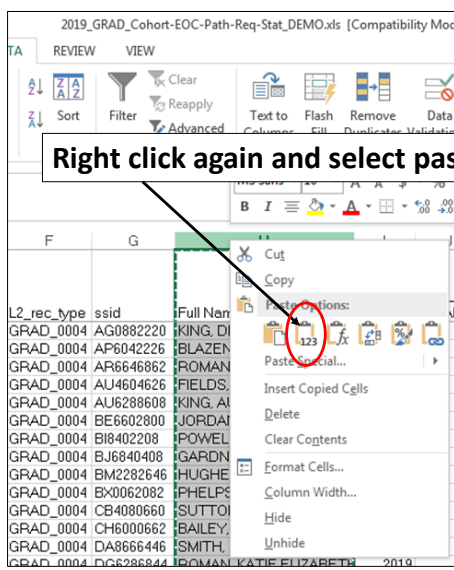 2019_GRAD_Cohort-EOC-Path-Req-Stat_DEMO.xls [Compatibility Mod
TA REVIEW VIEW
Sort
Filter
Clear
Reapply
Advanced
Text to Columns
Flash Fill
Remove Duplicates
Data Validation
Right click again and select pas
B I A
F G
L2_rec_type ssid Full Nam
GRAD_0004 AG0882220 KING, D
GRAD_0004 AP6042226 BLAZEN
GRAD_0004 AR6646862 ROMAN
GRAD_0004 AU4604626 FIELDS,
GRAD_0004 AU6288608 KING, AU
GRAD_0004 BE6602800 JORDA
GRAD_0004 BI8402208 POWEL
GRAD_0004 BJ6840408 GARDN
GRAD_0004 BM2282646 HUGHE
GRAD_0004 BX0062082 PHELPS
GRAD_0004 CB4080660 SUTTO
GRAD_0004 CH6000662 BAILEY,
GRAD_0004 DA8666446 SMITH,
GRAD_0004 DG6286844 ROMAN, KATIE ELIZABETH 2019
Cut
Copy
Paste Options:
123 fx %
Paste Special...
Insert Copied Cells
Delete
Clear Contents
Format Cells...
Column Width...
Hide
Unhide